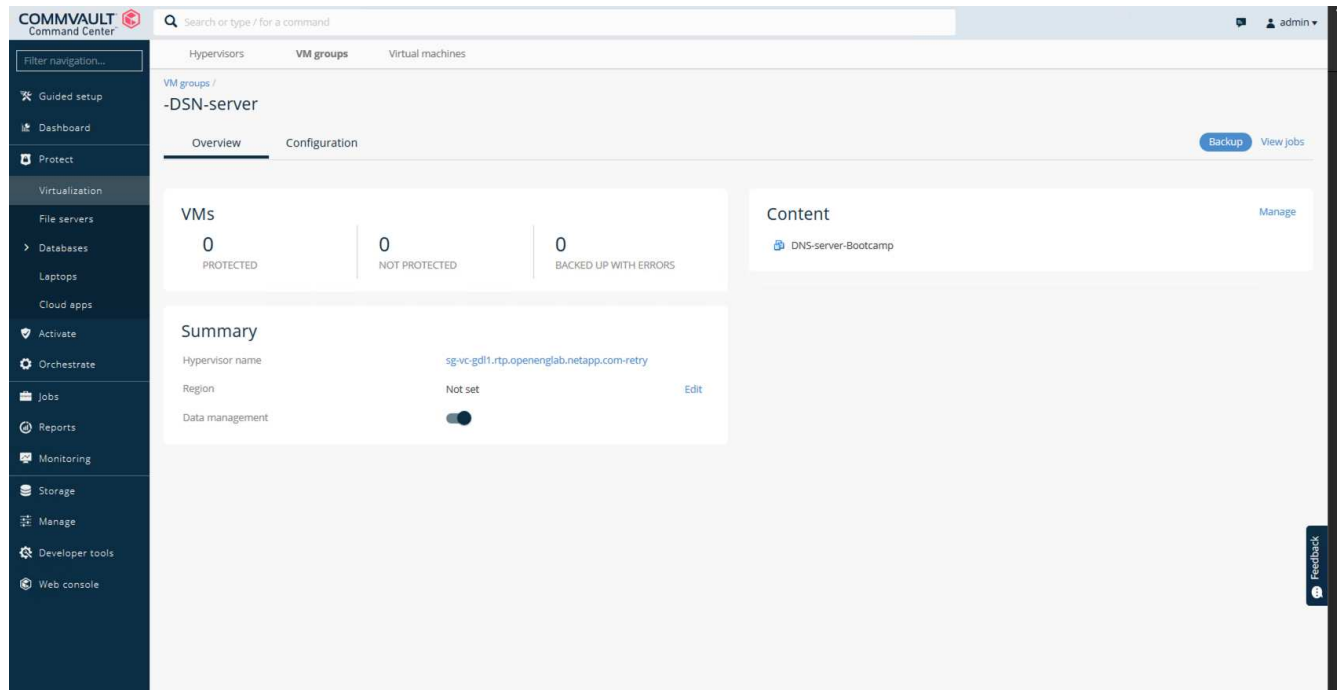 COMMVAULT
Command Center™
Search or type / for a command
admin
Filter navigation...
Guided setup
Dashboard
Protect
Virtualization
File servers
Databases
Laptops
Cloud apps
Activate
Orchestrate
Jobs
Reports
Monitoring
Storage
Manage
Developer tools
Web console
Hypervisors VM groups Virtual machines
VM groups /
-DSN-server
Overview Configuration Backup View jobs
VMs
0 0 0
PROTECTED NOT PROTECTED BACKED UP WITH ERRORS
Summary
Hypervisor name sg-vc-gdl1.rtp.openenglab.netapp.com-retry
Region Not set Edit
Data management
Content Manage
DNS-server-Bootcamp
Feedback